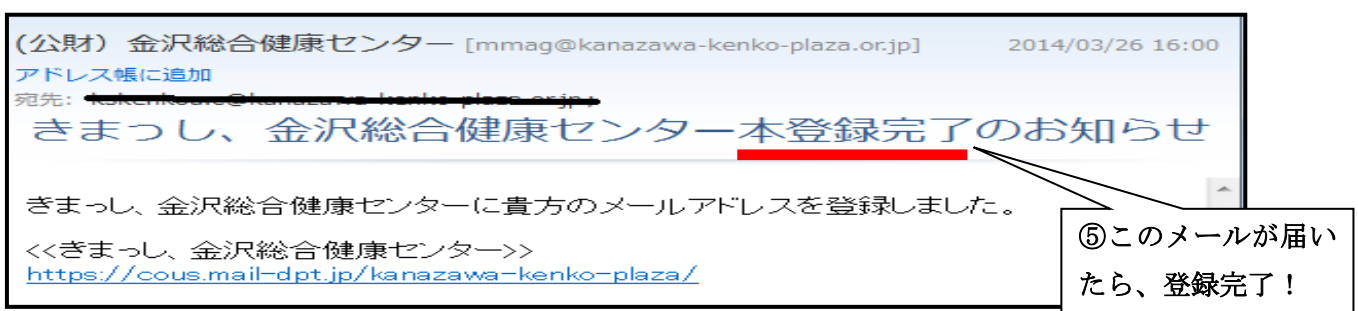 (公財) 金沢総合健康センター [mmag@kanazawa-kenko-plaza.or.jp] 2014/03/26 16:00
アドレス帳に追加
宛先:
きまっし、金沢総合健康センター本登録完了のお知らせ
きまっし、金沢総合健康センターに貴方のメールアドレスを登録しました。
<<きまっし、金沢総合健康センター>>
https://cous.mail-dpt.jp/kanazawa-kenko-plaza/
⑤このメールが届い
たら、登録完了！